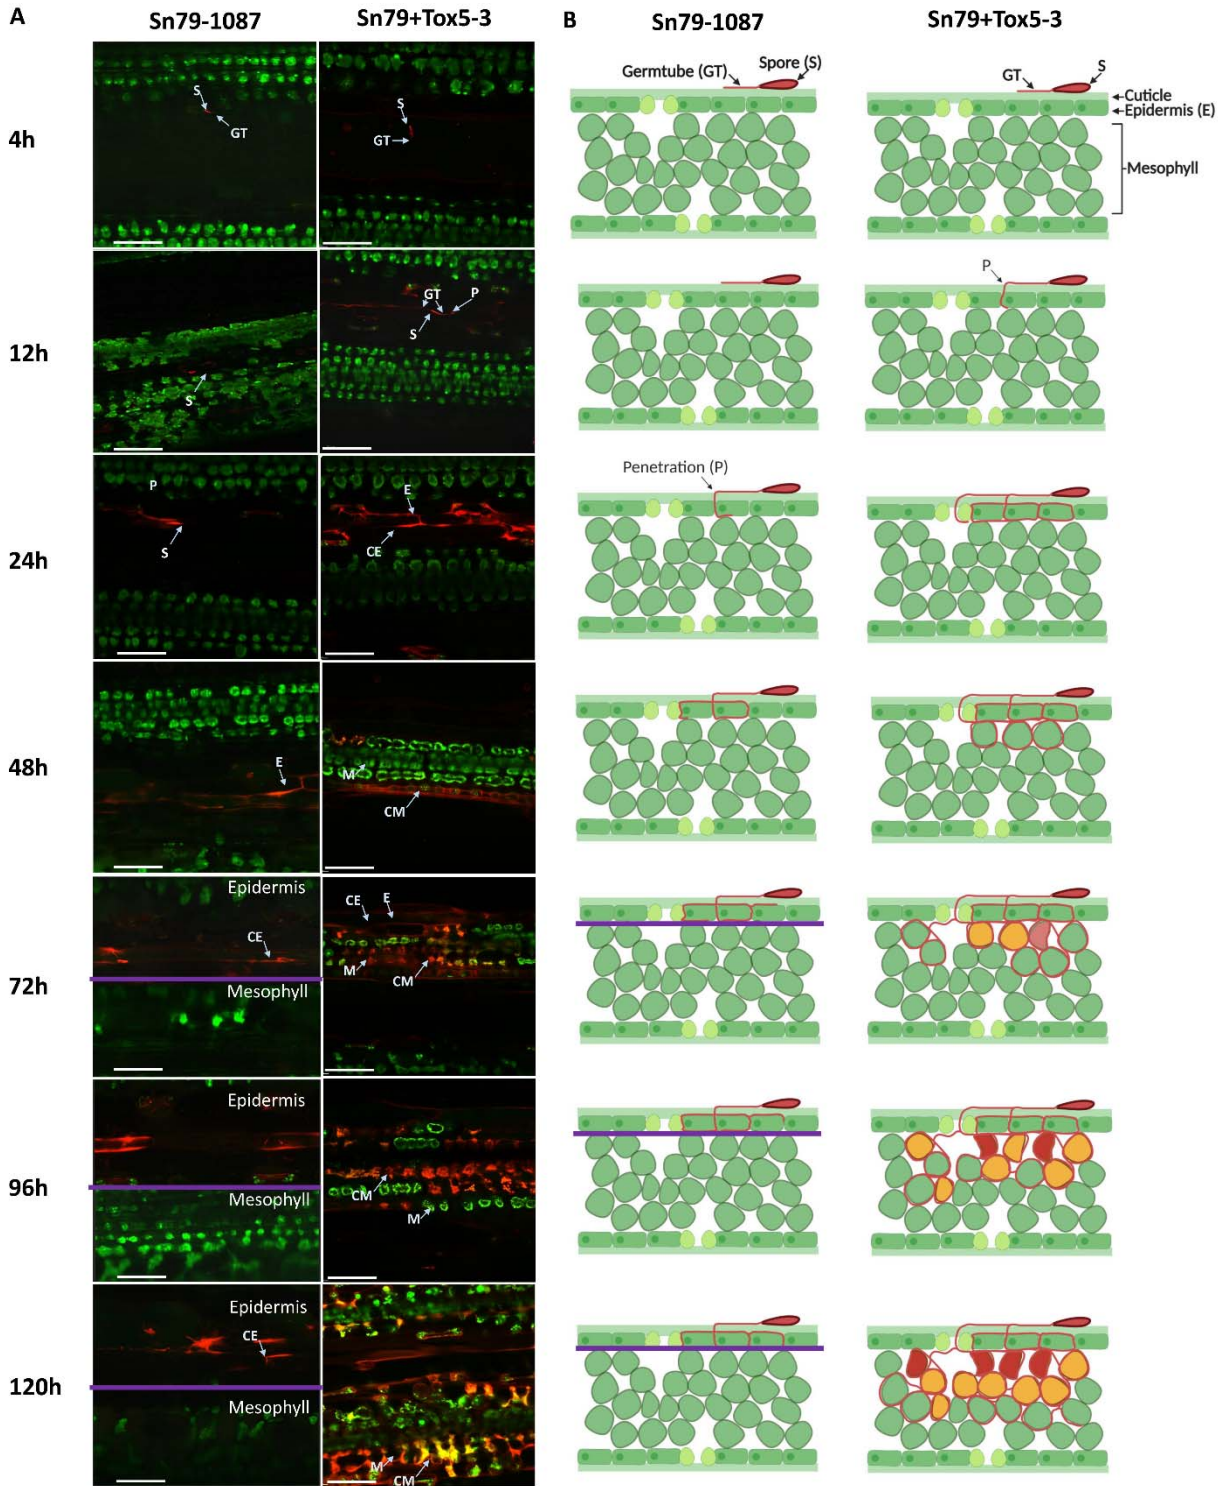 A
Sn79-1087
Sn79+Tox5-3
B
Sn79-1087
Sn79+Tox5-3
4h
S
GT
S
GT
Germtube (GT)
Spore (S)
GT
S
Cuticle
Epidermis (E)
Mesophyll
12h
S
GT
P
S
P
24h
P
S
E
CE
Penetration (P)
48h
E
M
CM
72h
Epidermis
CE
Mesophyll
CE
E
M
CM
96h
Epidermis
Mesophyll
CM
M
120h
Epidermis
CE
Mesophyll
M
CM